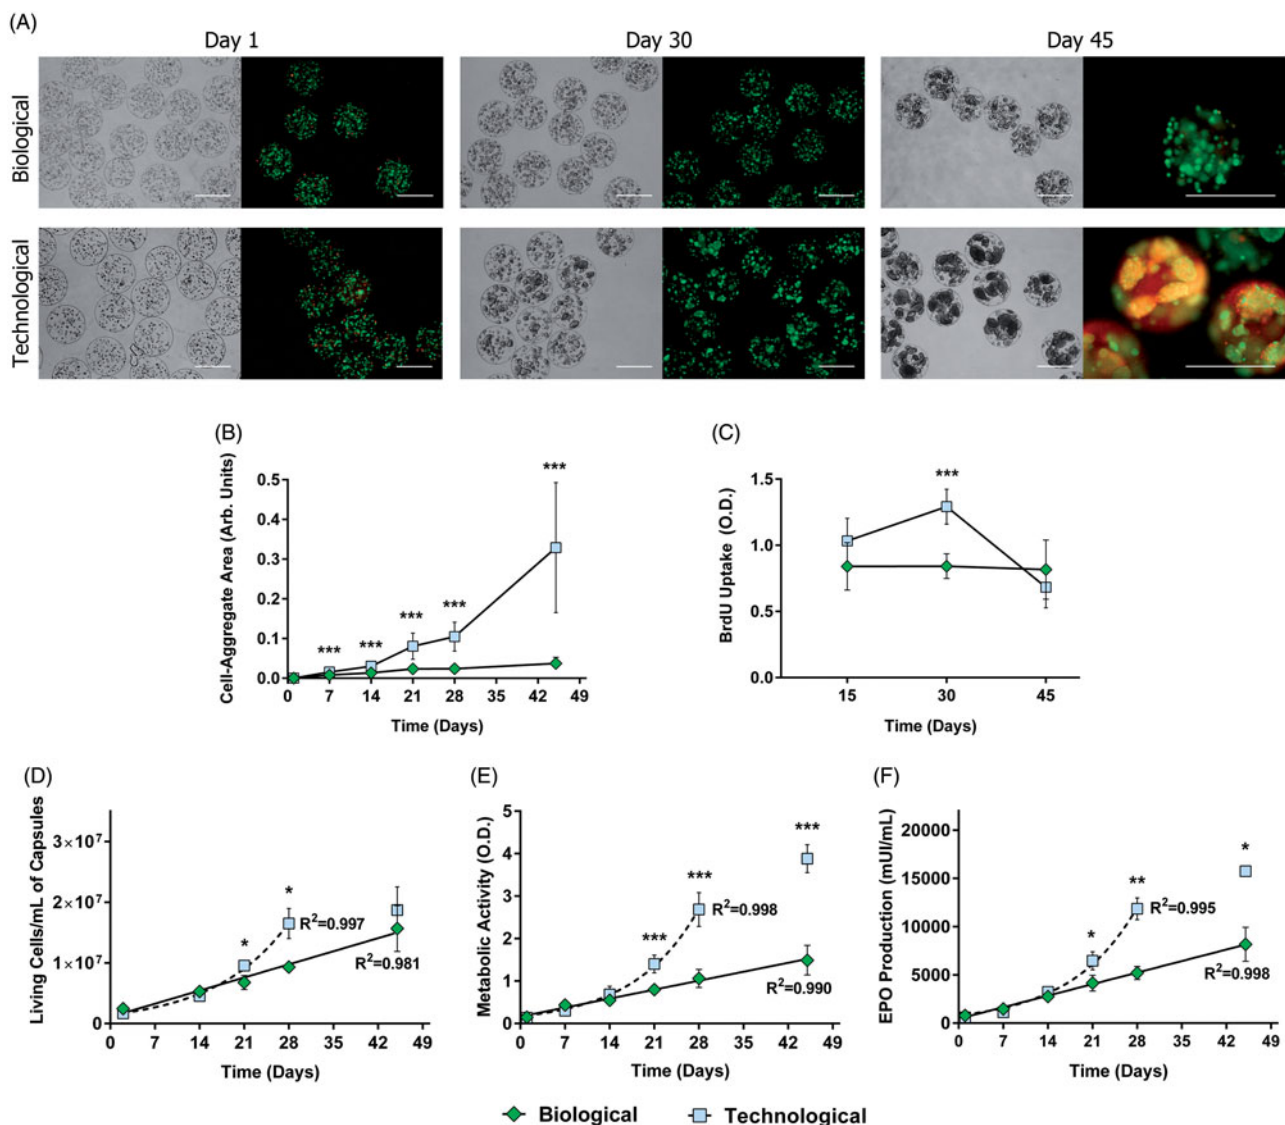 (A)
Day 1
Day 30
Day 45
Biological
Technological
(B)
Cell-Aggregate Area (Arb. Units)
0.5
0.4
0.3
0.2
0.1
0.0
***
***
***
***
***
0 7 14 21 28 35 42 49
Time (Days)
(C)
BrdU Uptake (O.D.)
1.5
1.0
0.5
0.0
***
15 30 45
Time (Days)
(D)
Living Cells/mL of Capsules
3×10⁷
2×10⁷
1×10⁷
0
*
*
R²=0.997
R²=0.981
0 7 14 21 28 35 42 49
Time (Days)
(E)
Metabolic Activity (O.D.)
5
4
3
2
1
0
***
***
***
R²=0.998
R²=0.990
0 7 14 21 28 35 42 49
Time (Days)
(F)
EPO Production (mUI/mL)
20000
15000
10000
5000
0
*
**
*
R²=0.995
R²=0.998
0 7 14 21 28 35 42 49
Time (Days)
Biological Technological